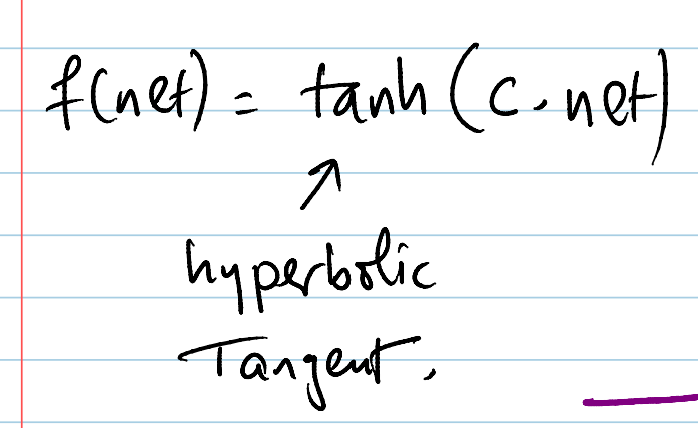 f(net) = tanh (c. net)
hyperbolic
Tangent.